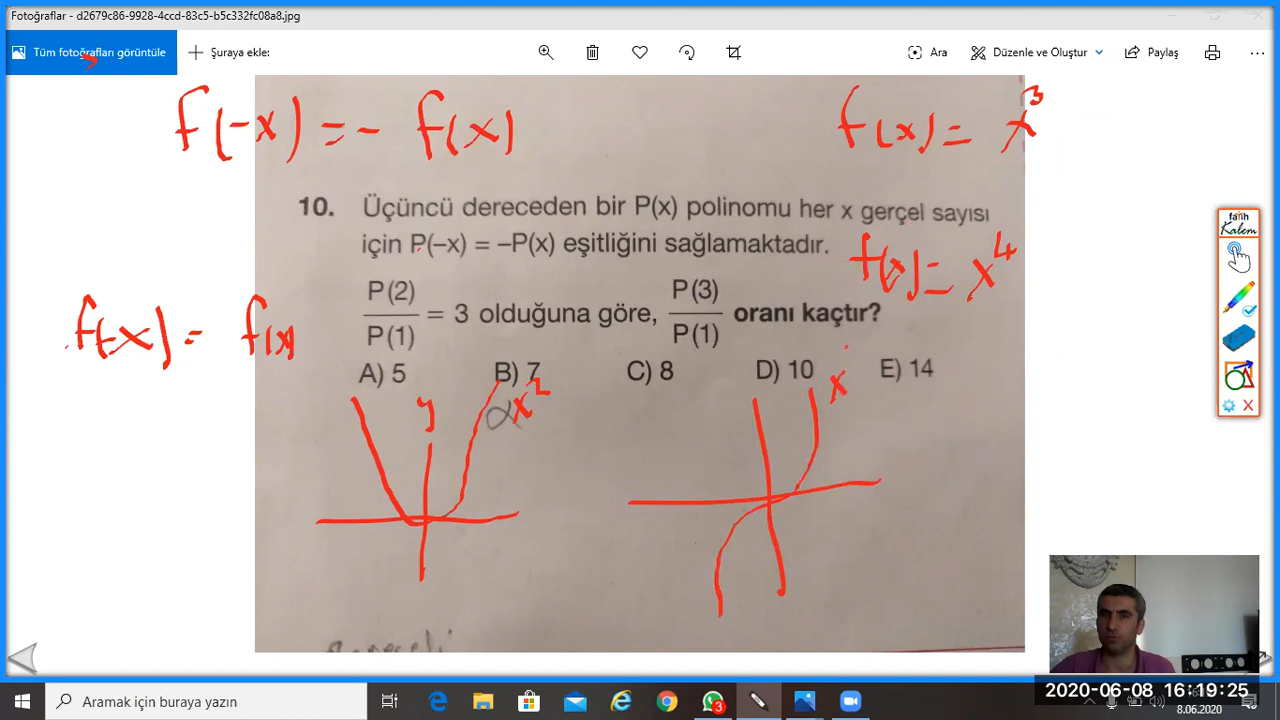 Fotoğraflar - d2679c86-9928-4ccd-83c5-b5c332fc08a8.jpg
Tüm fotoğrafları görüntüle
Şuraya ekle:
Ara
Düzenle ve Oluştur
Paylaş
f(-x) = - f(x)
f(x) = x³
10. Üçüncü dereceden bir P(x) polinomu her x gerçel sayısı
için P(–x) = –P(x) eşitliğini sağlamaktadır.
f(x) = x⁴
P(2)/P(1) = 3 olduğuna göre, P(3)/P(1) oranı kaçtır?
f(-x) = f(x)
A) 5 B) 7 C) 8 D) 10 E) 14
y
x²
x
fatih
Kalem
2020-06-08 16:19:25
Aramak için buraya yazın
3
8.06.2020